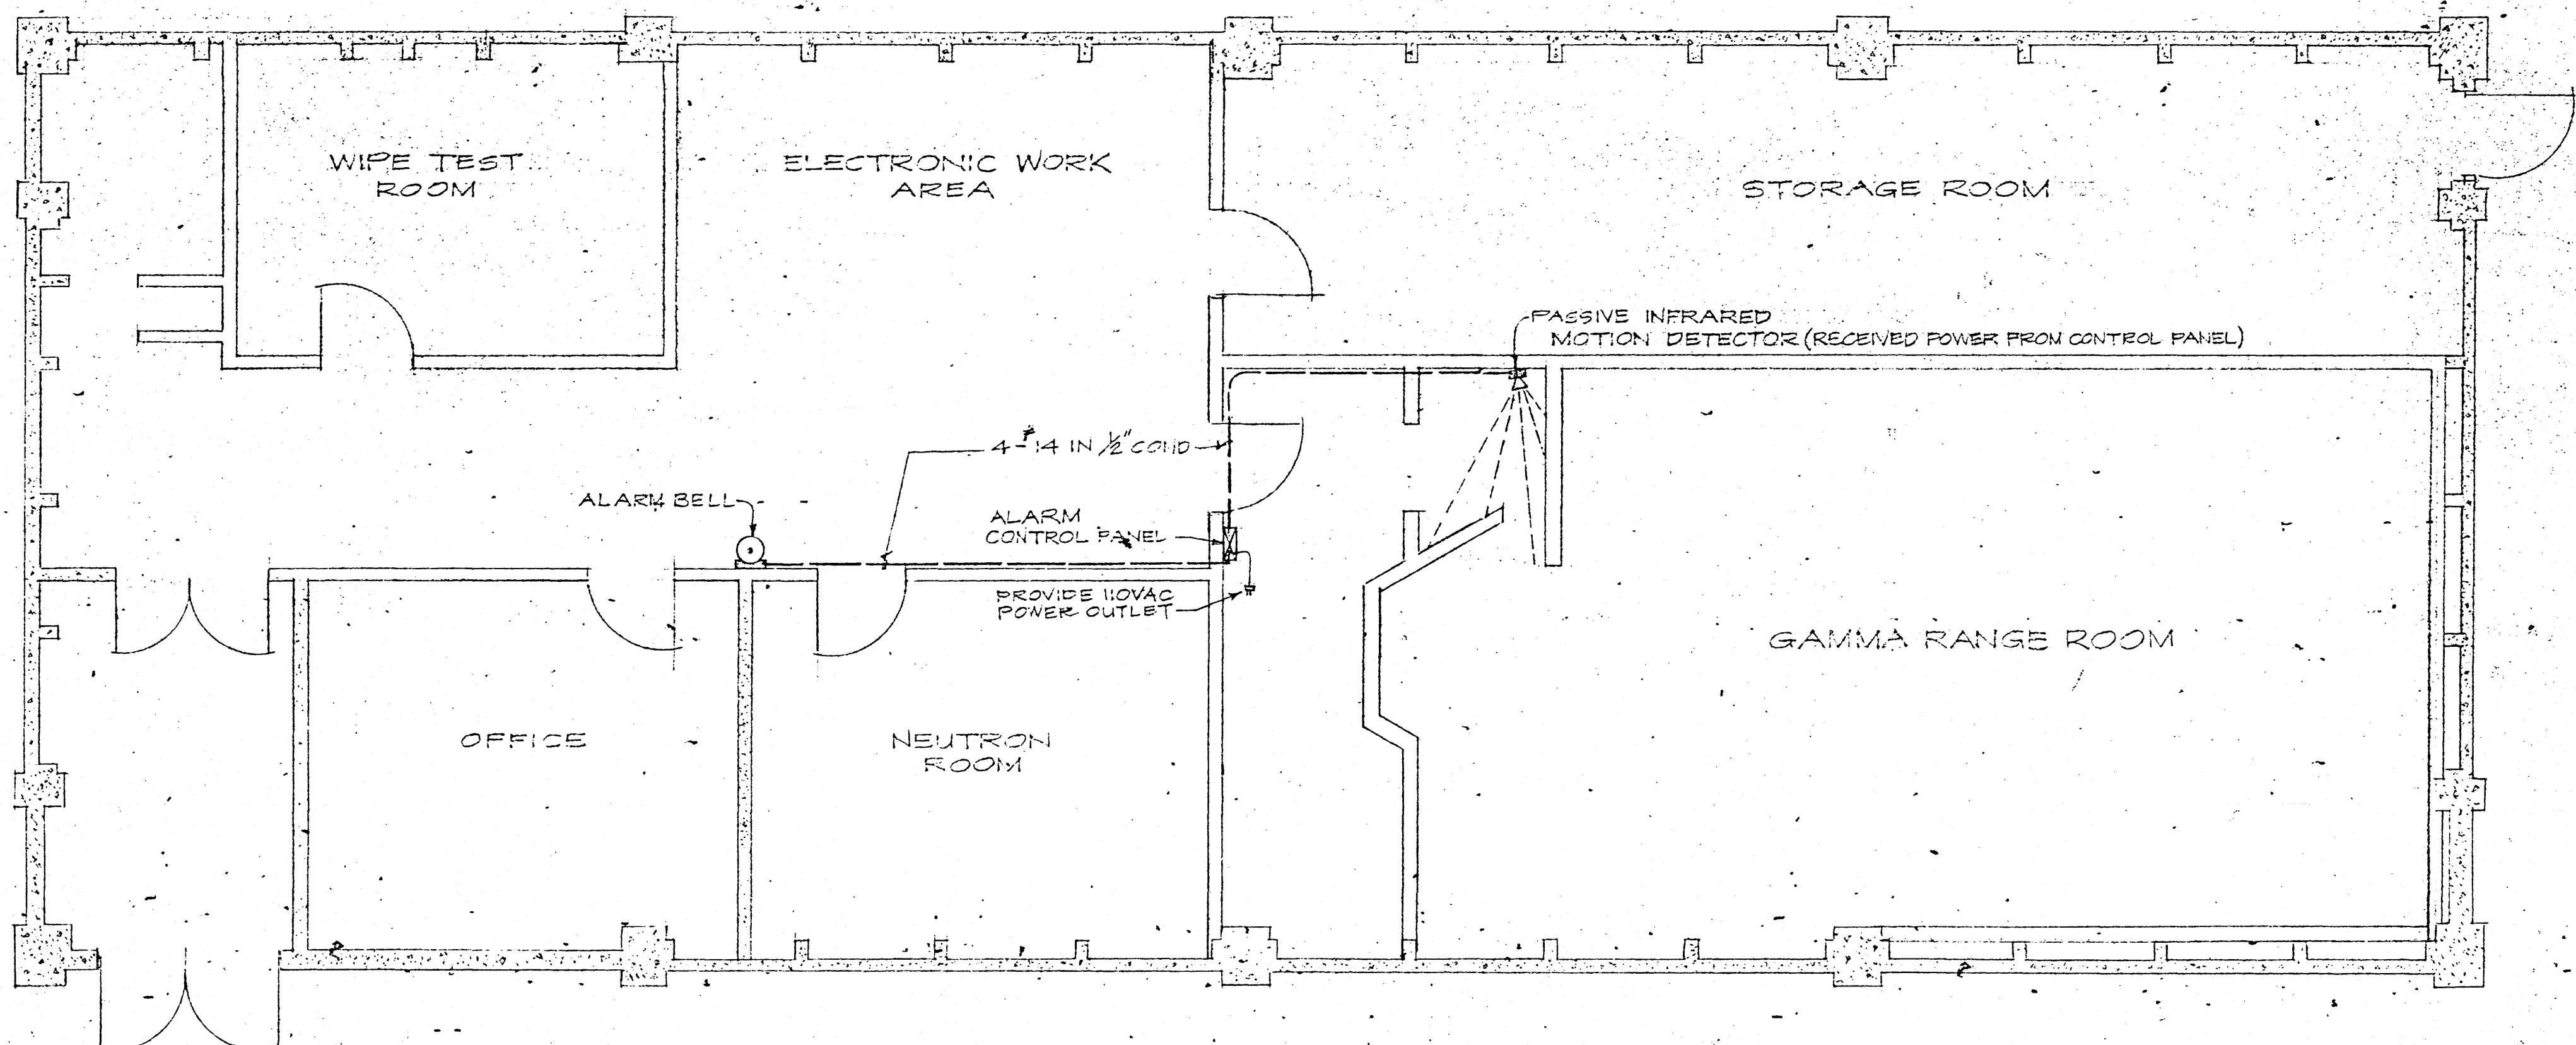 WIPE TEST
ROOM
ELECTRONIC WORK
AREA
STORAGE ROOM
PASSIVE INFRARED
MOTION DETECTOR (RECEIVED POWER FROM CONTROL PANEL)
4-#14 IN 1/2" COND
ALARM BELL
ALARM
CONTROL PANEL
PROVIDE 110VAC
POWER OUTLET
GAMMA RANGE ROOM
OFFICE
NEUTRON
ROOM